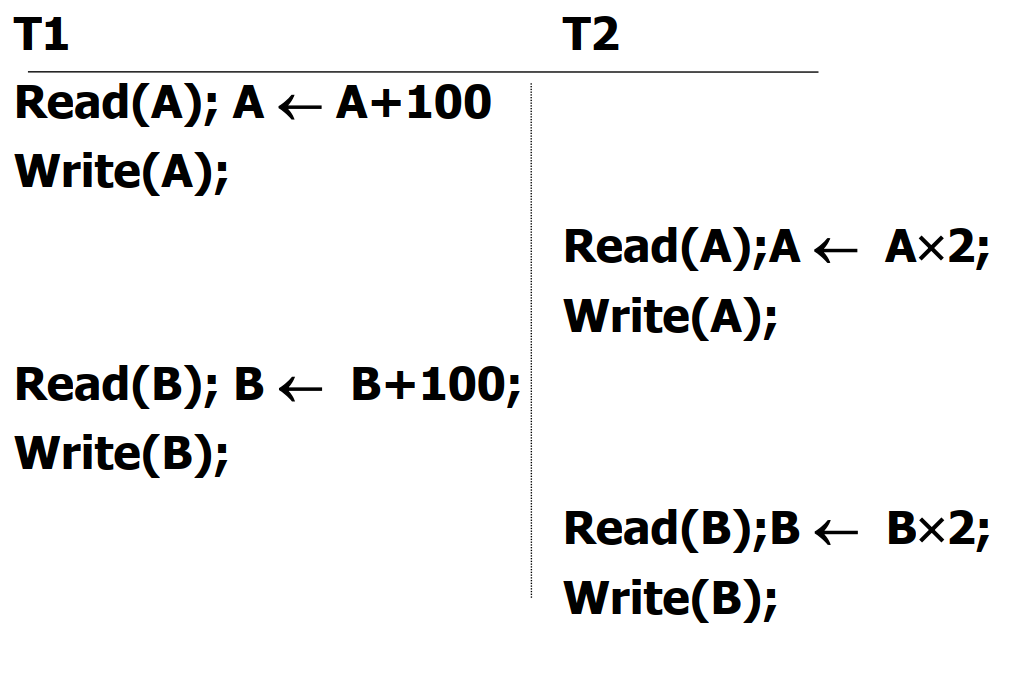 T1 T2
Read(A); A ← A+100
Write(A);
Read(A);A ← A×2;
Write(A);
Read(B); B ← B+100;
Write(B);
Read(B);B ← B×2;
Write(B);